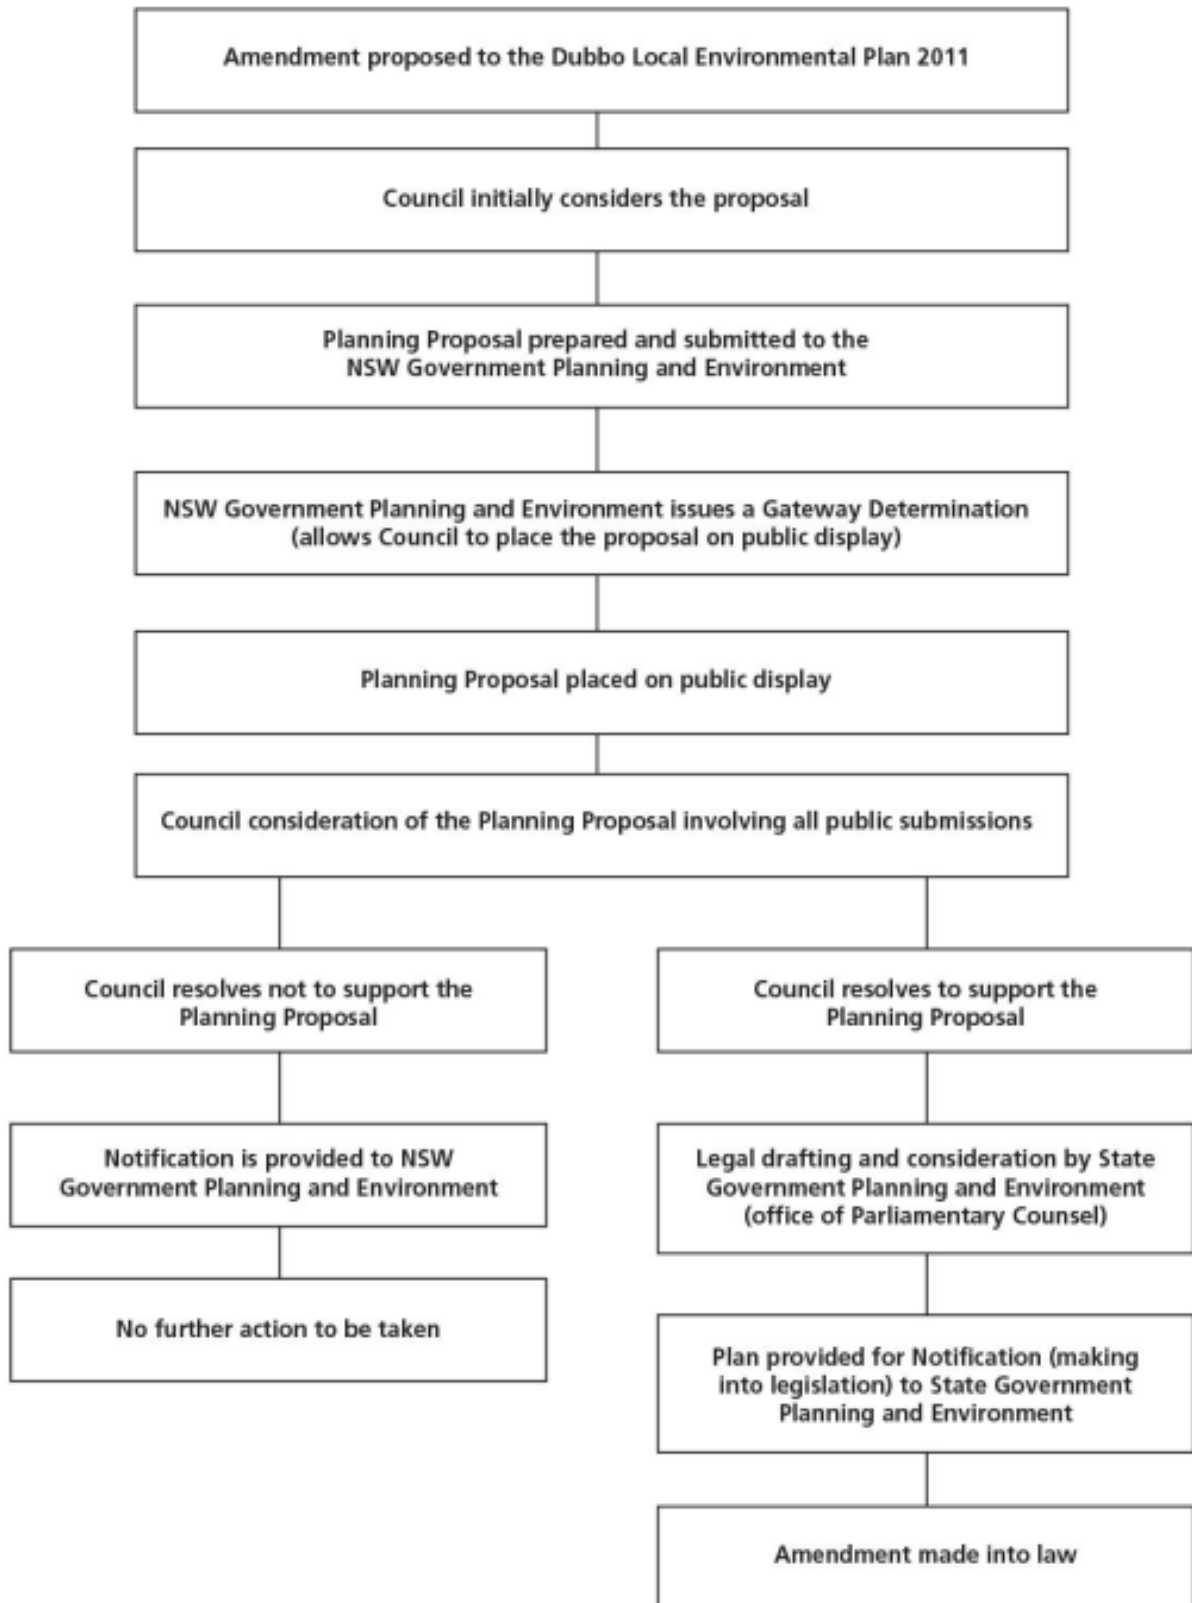 Amendment proposed to the Dubbo Local Environmental Plan 2011
Council initially considers the proposal
Planning Proposal prepared and submitted to the
NSW Government Planning and Environment
NSW Government Planning and Environment issues a Gateway Determination
(allows Council to place the proposal on public display)
Planning Proposal placed on public display
Council consideration of the Planning Proposal involving all public submissions
Council resolves not to support the
Planning Proposal
Notification is provided to NSW
Government Planning and Environment
No further action to be taken
Council resolves to support the
Planning Proposal
Legal drafting and consideration by State
Government Planning and Environment
(office of Parliamentary Counsel)
Plan provided for Notification (making
into legislation) to State Government
Planning and Environment
Amendment made into law